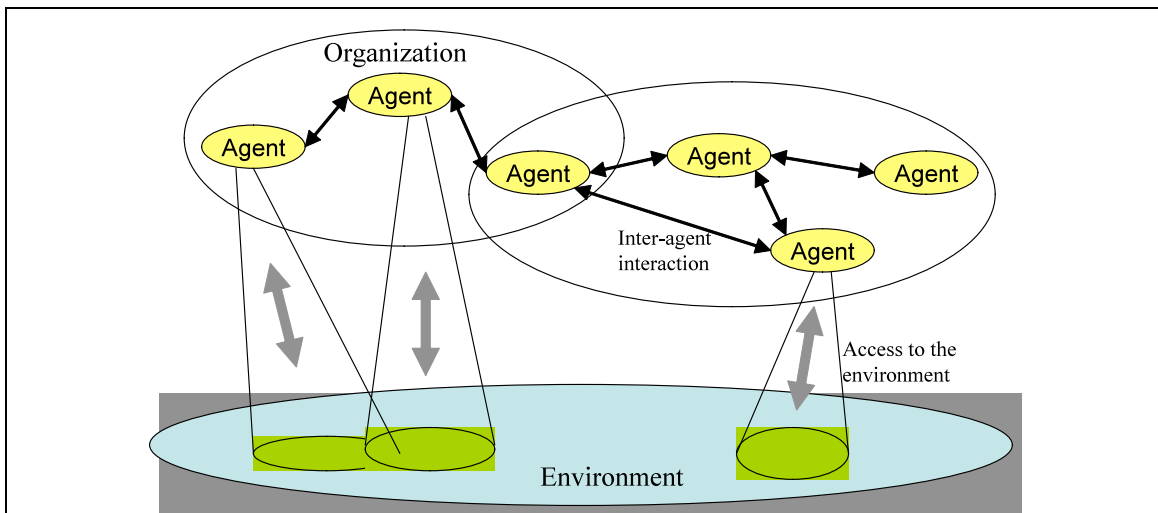 Organization
Agent
Agent
Agent
Agent
Agent
Inter-agent
interaction
Agent
Access to the
environment
Environment